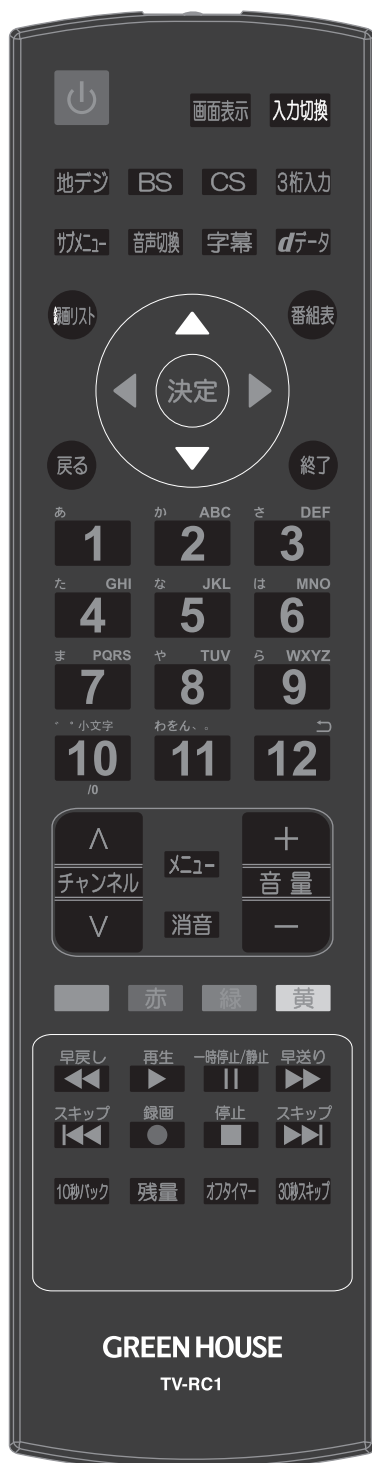 画面表示 入力切換
地デジ BS CS 3桁入力
サブメニュー 音声切換 字幕 dデータ
録画リスト 番組表
決定
戻る 終了
あ か ABC さ DEF
1 2 3
た GHI な JKL は MNO
4 5 6
ま PQRS や TUV ら WXYZ
7 8 9
゛゜小文字 わをん、。
10 11 12
/0
チャンネル メニュー 音量
消音
赤 緑 黄
早戻し 再生 一時停止/静止 早送り
スキップ 録画 停止 スキップ
10秒バック 残量 オフタイマー 30秒スキップ
GREEN HOUSE
TV-RC1